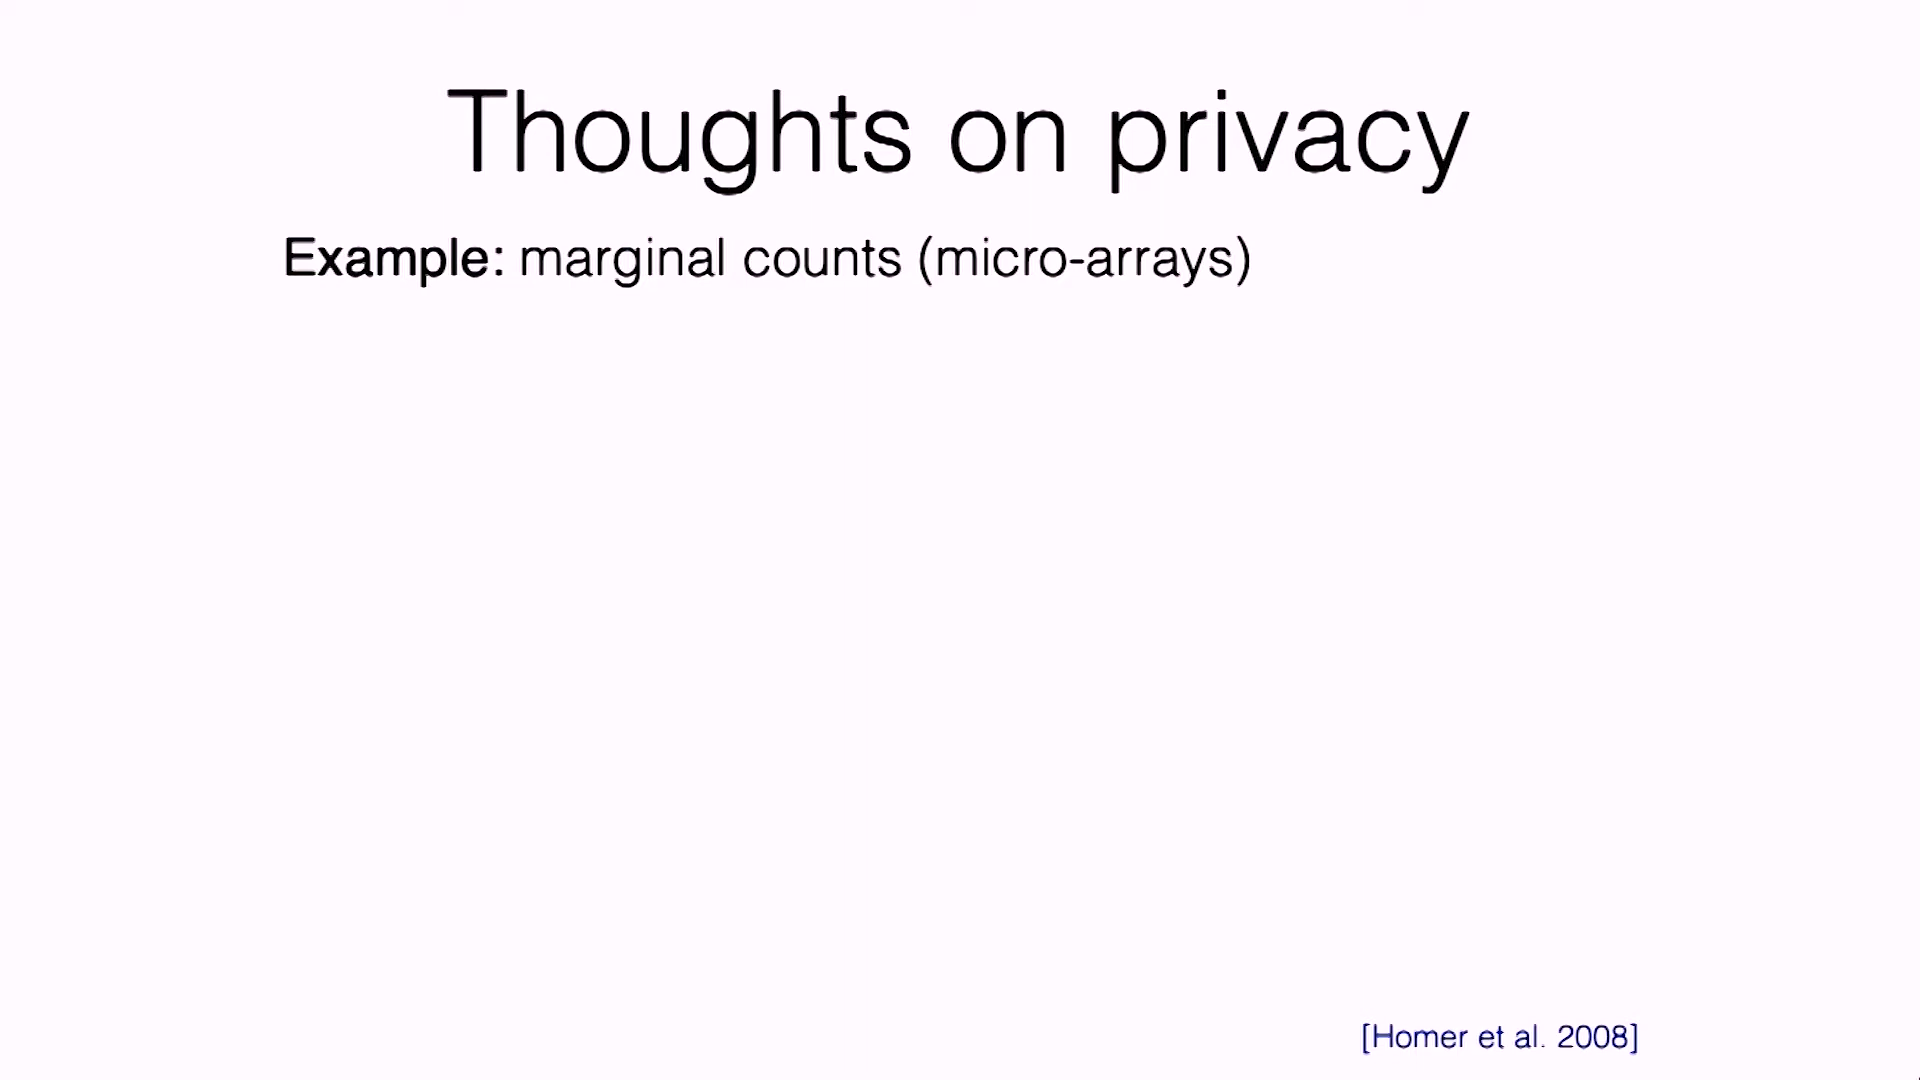 Thoughts on privacy
Example: marginal counts (micro-arrays)
[Homer et al. 2008]